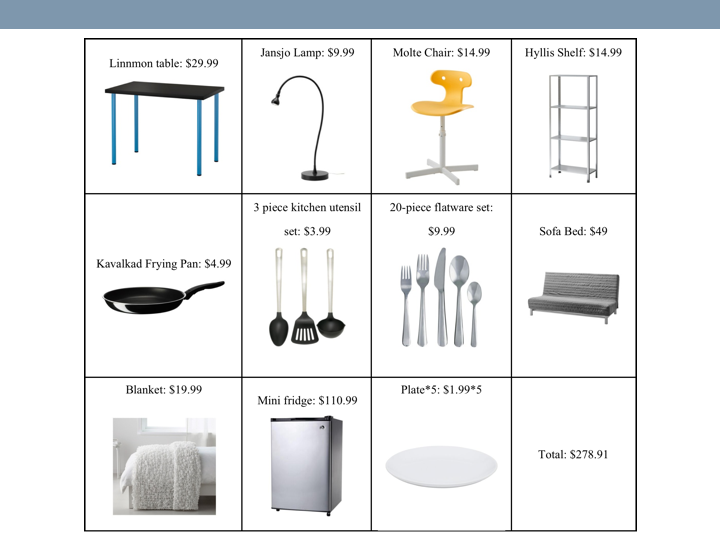 Linnmon table: $29.99
Jansjo Lamp: $9.99
Molte Chair: $14.99
Hyllis Shelf: $14.99
Kavalkad Frying Pan: $4.99
3 piece kitchen utensil
set: $3.99
20-piece flatware set:
$9.99
Sofa Bed: $49
Blanket: $19.99
Mini fridge: $110.99
Plate*5: $1.99*5
Total: $278.91